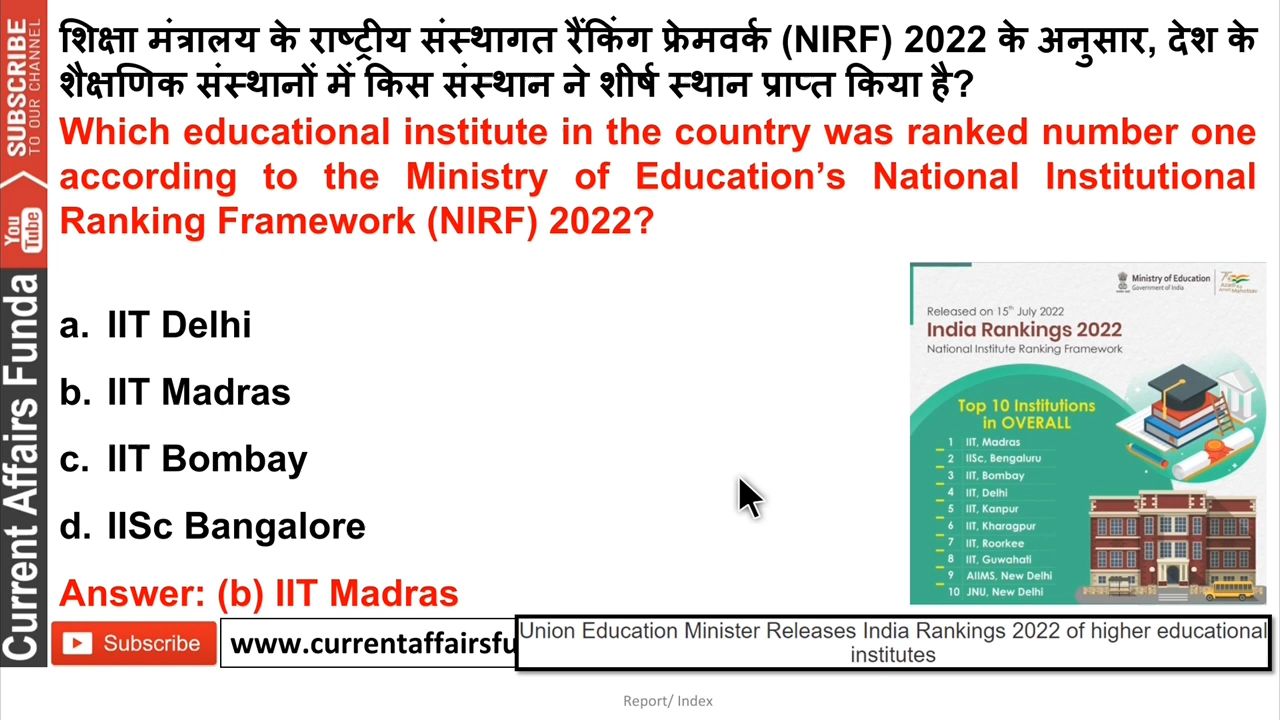 शिक्षा मंत्रालय के राष्ट्रीय संस्थागत रैंकिंग फ्रेमवर्क (NIRF) 2022 के अनुसार, देश के
शैक्षणिक संस्थानों में किस संस्थान ने शीर्ष स्थान प्राप्त किया है?
Which educational institute in the country was ranked number one
according to the Ministry of Education’s National Institutional
Ranking Framework (NIRF) 2022?
a. IIT Delhi
b. IIT Madras
c. IIT Bombay
d. IISc Bangalore
Answer: (b) IIT Madras
Ministry of Education
Government of India
Released on 15th July 2022
India Rankings 2022
National Institute Ranking Framework
Top 10 Institutions
in OVERALL
1 IIT, Madras
2 IISc, Bengaluru
3 IIT, Bombay
4 IIT, Delhi
5 IIT, Kanpur
6 IIT, Kharagpur
7 IIT, Roorkee
8 IIT, Guwahati
9 AIIMS, New Delhi
10 JNU, New Delhi
SUBSCRIBE
TO OUR CHANNEL
You
Tube
Current Affairs Funda
Subscribe
www.currentaffairsfu
Union Education Minister Releases India Rankings 2022 of higher educational
institutes
Report/ Index